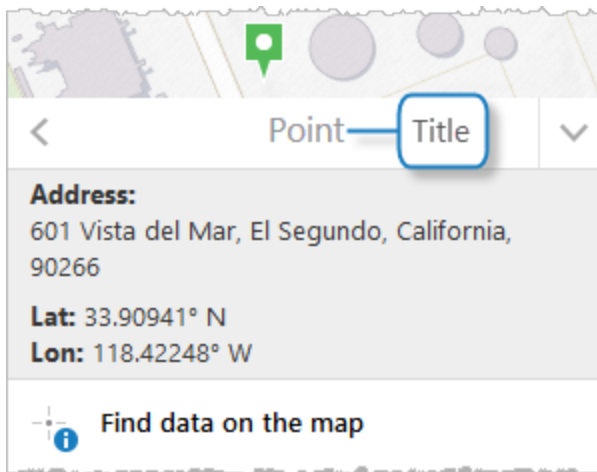 Point Title
Address:
601 Vista del Mar, El Segundo, California,
90266
Lat: 33.90941° N
Lon: 118.42248° W
Find data on the map